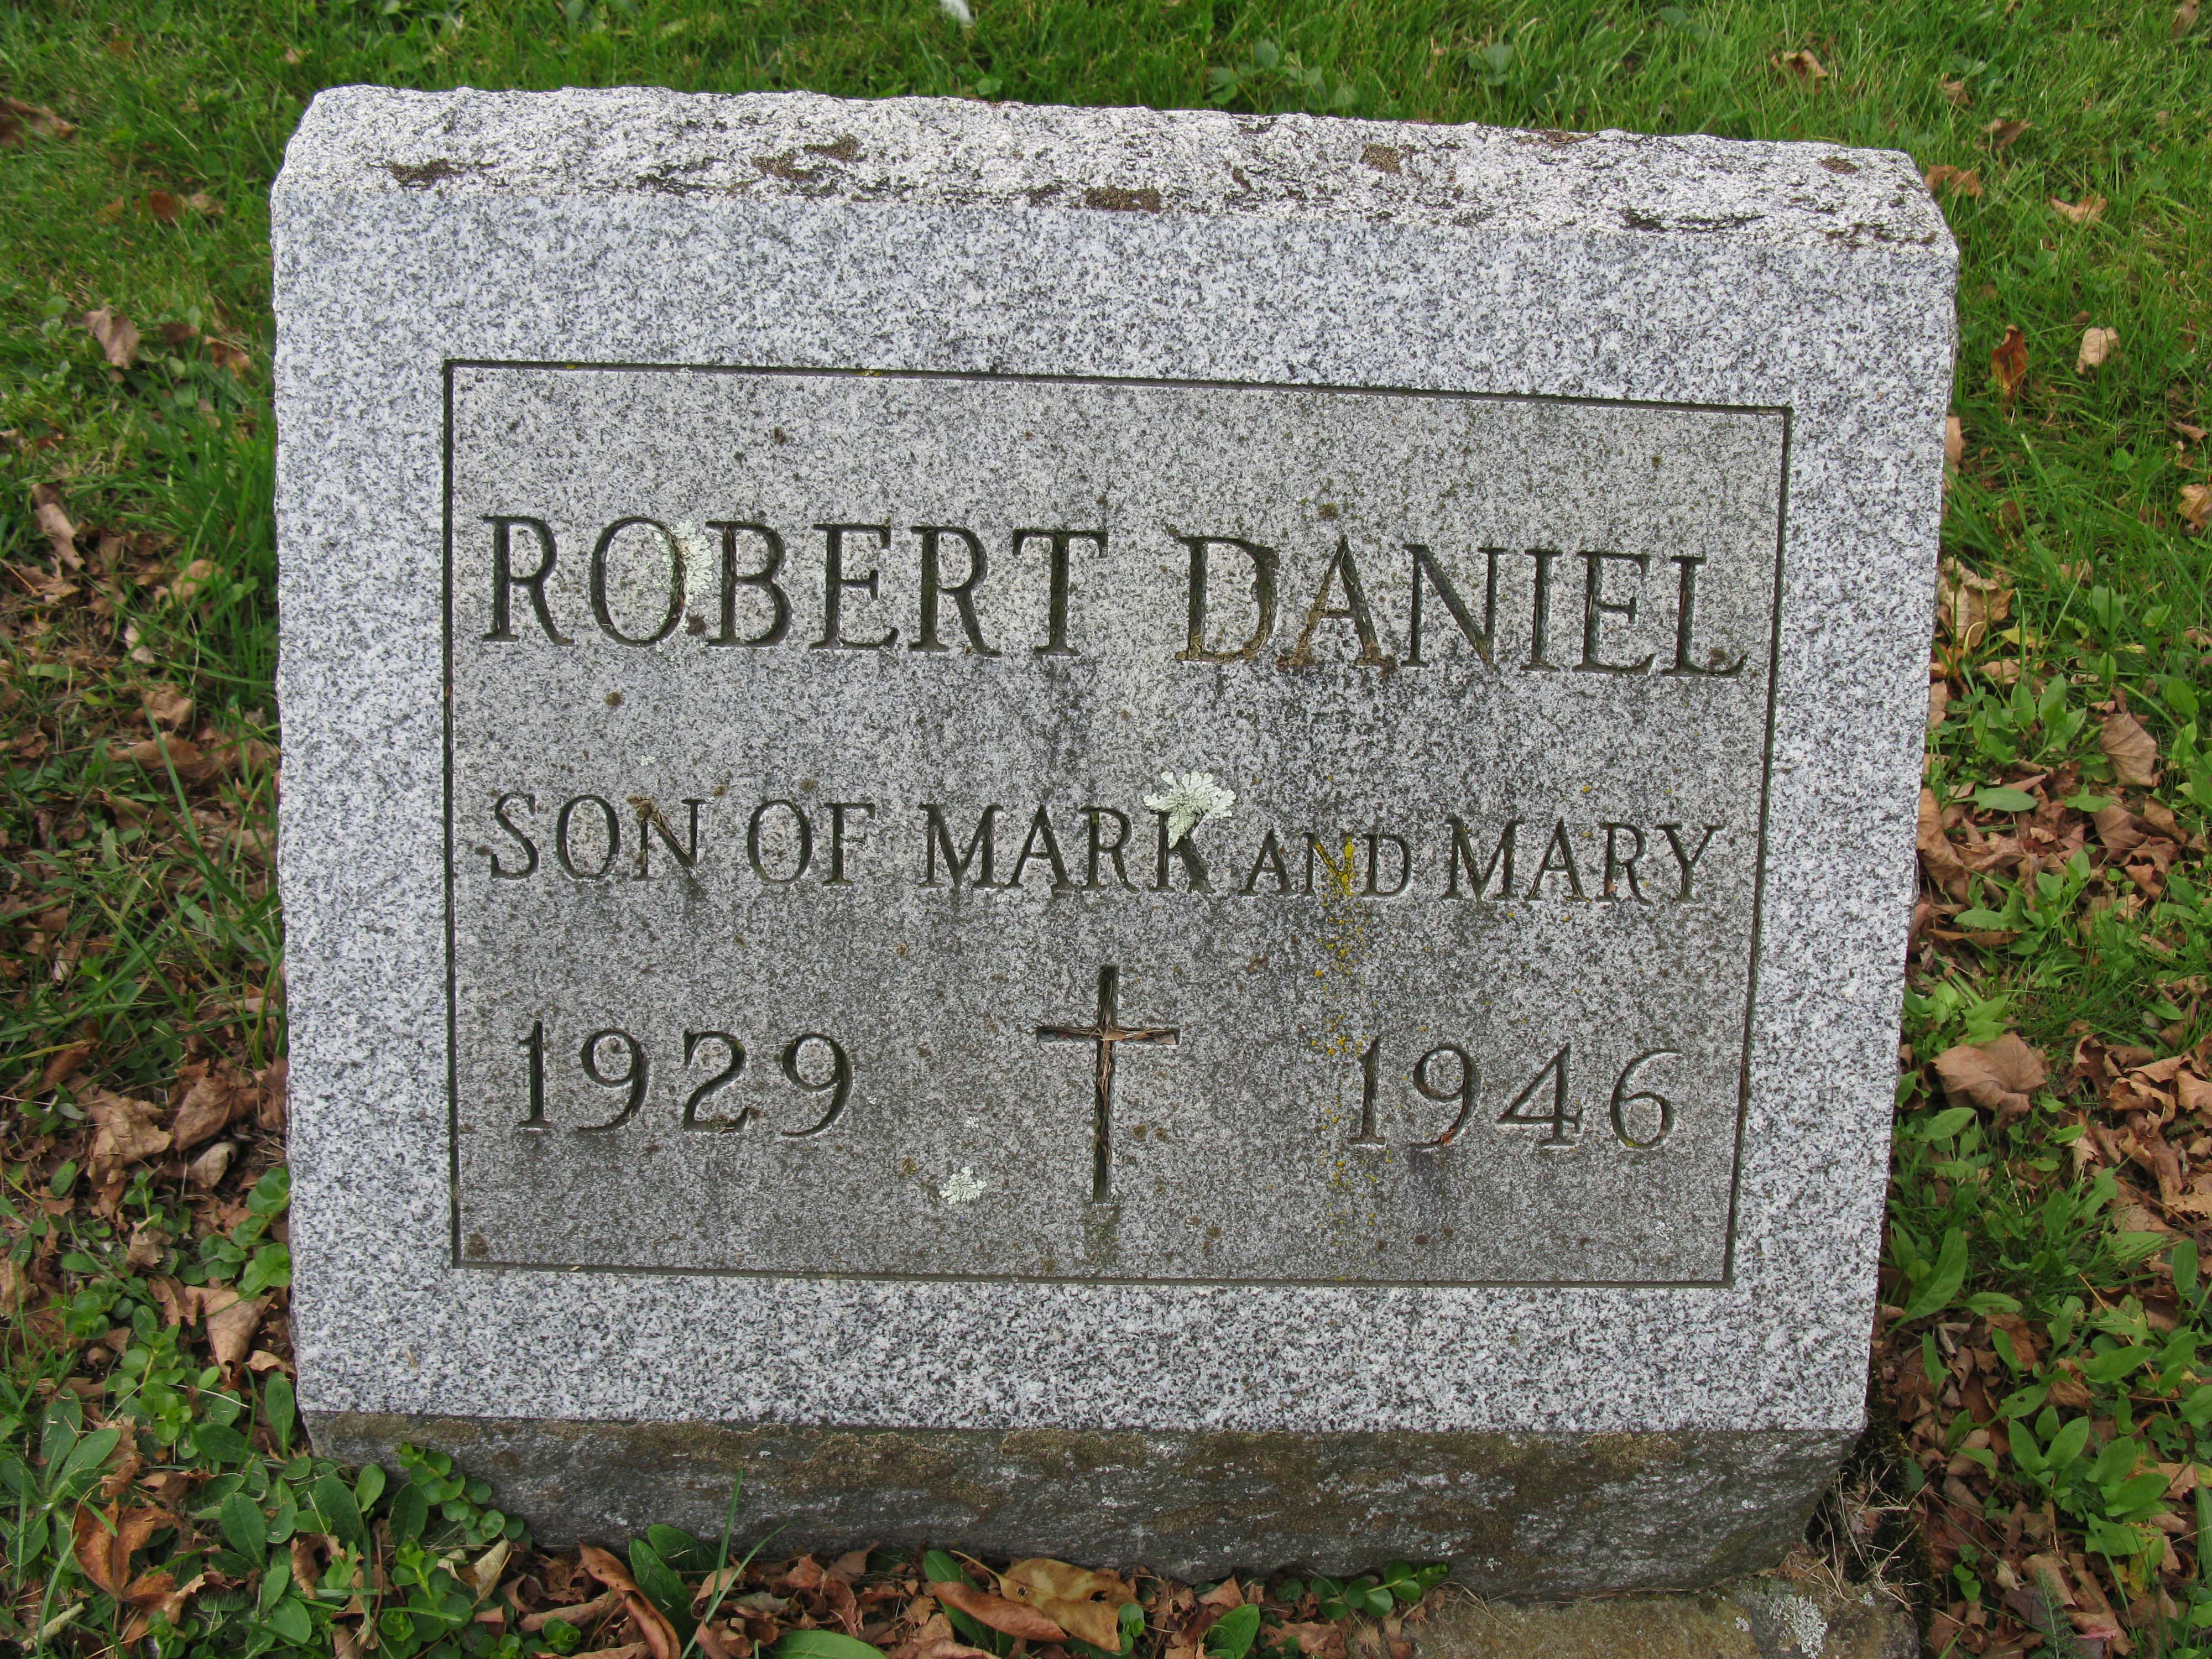 ROBERT DANIEL
SON OF MARK AND MARY
1929 1946